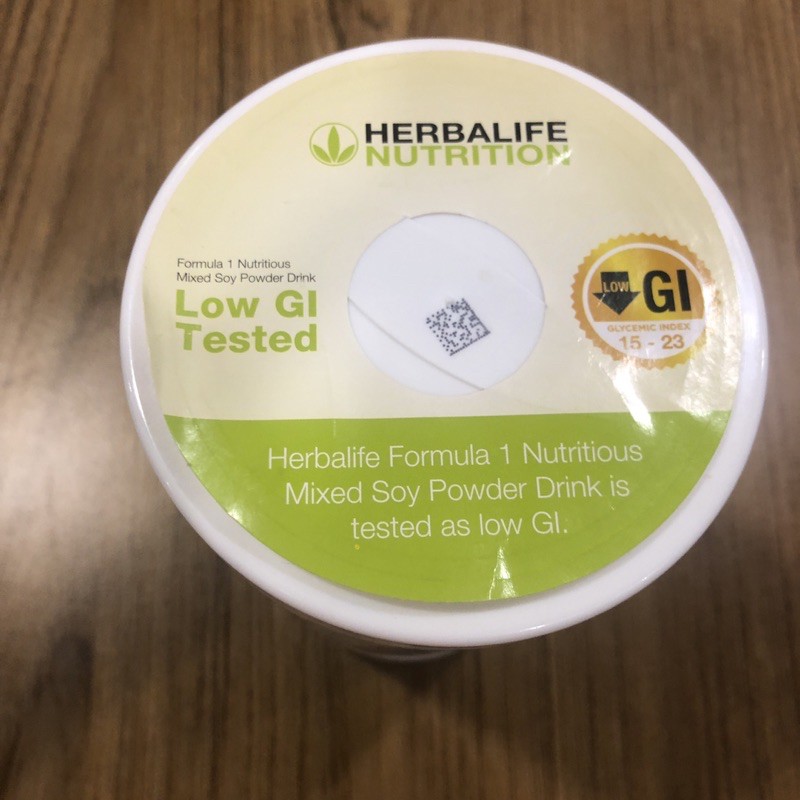 HERBALIFE
NUTRITION
Formula 1 Nutritious
Mixed Soy Powder Drink
Low GI
Tested
LOW GI
GLYCEMIC INDEX
15 - 23
Herbalife Formula 1 Nutritious
Mixed Soy Powder Drink is
tested as low GI.